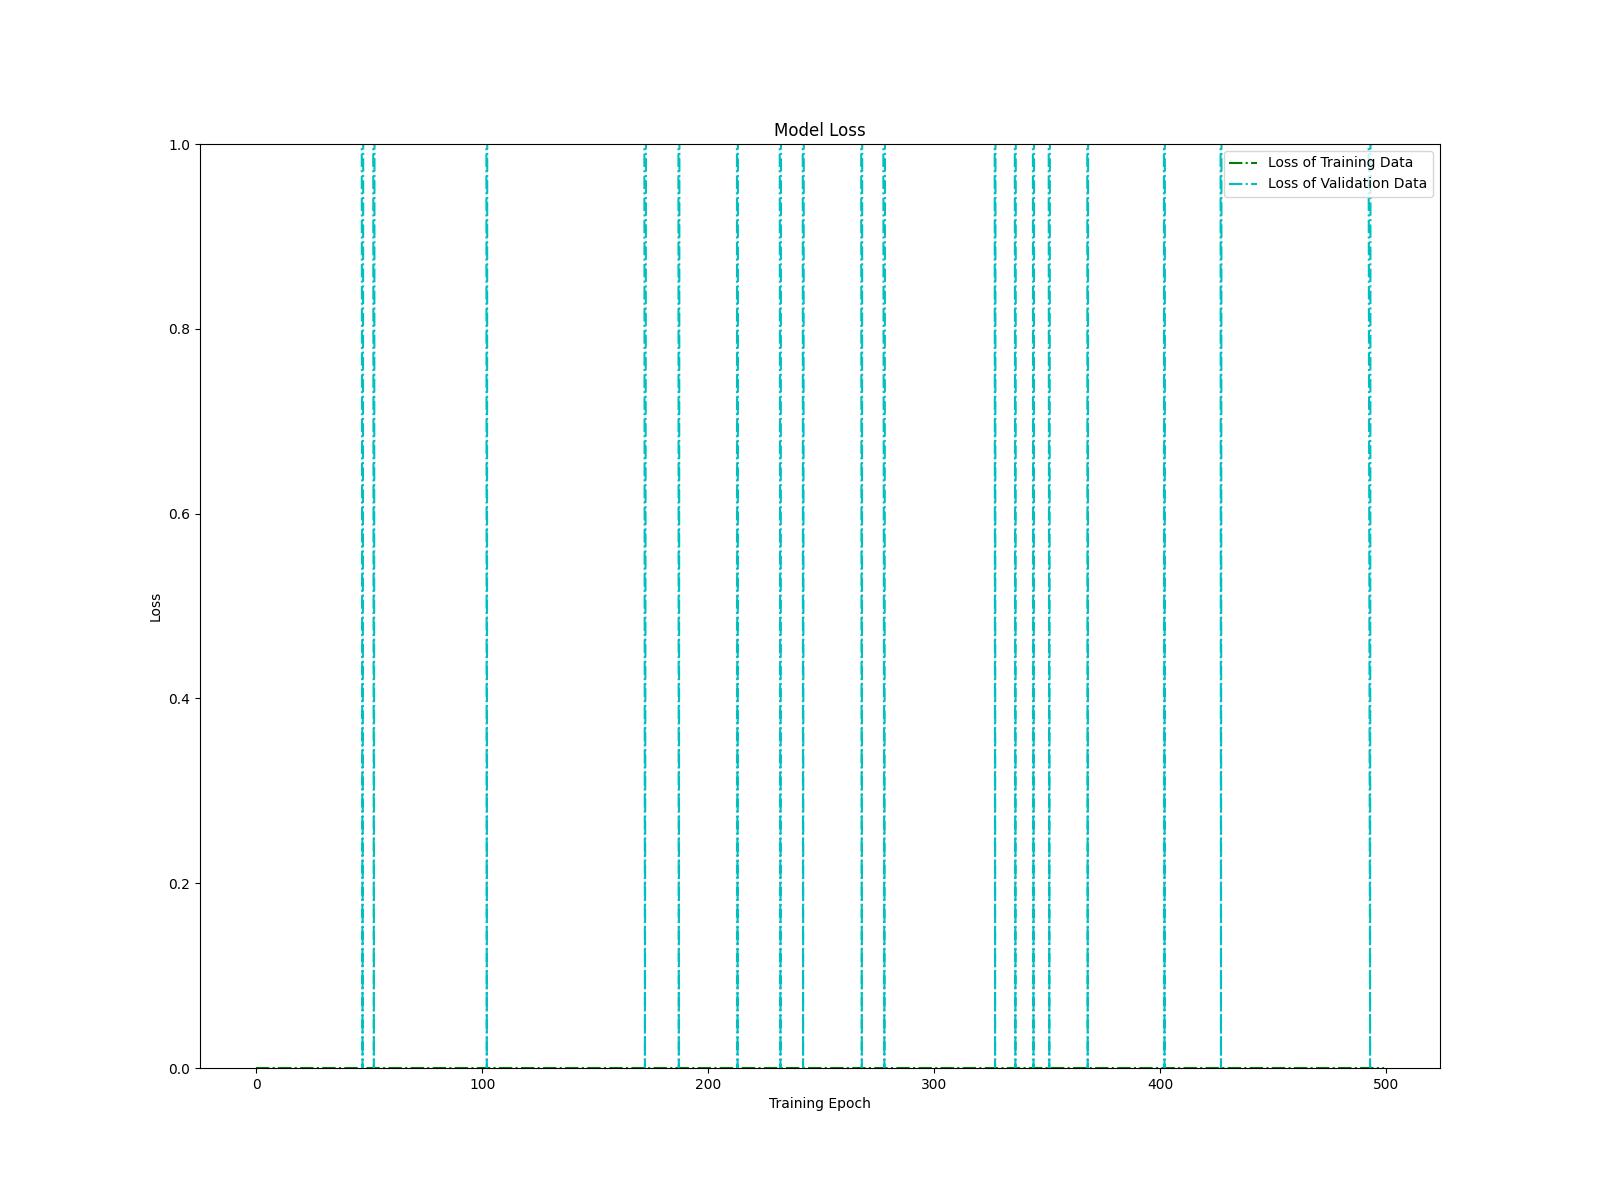 Model Loss
1.0
0.8
0.6
0.4
0.2
0.0
Loss
Loss of Training Data
Loss of Validation Data
0 100 200 300 400 500
Training Epoch